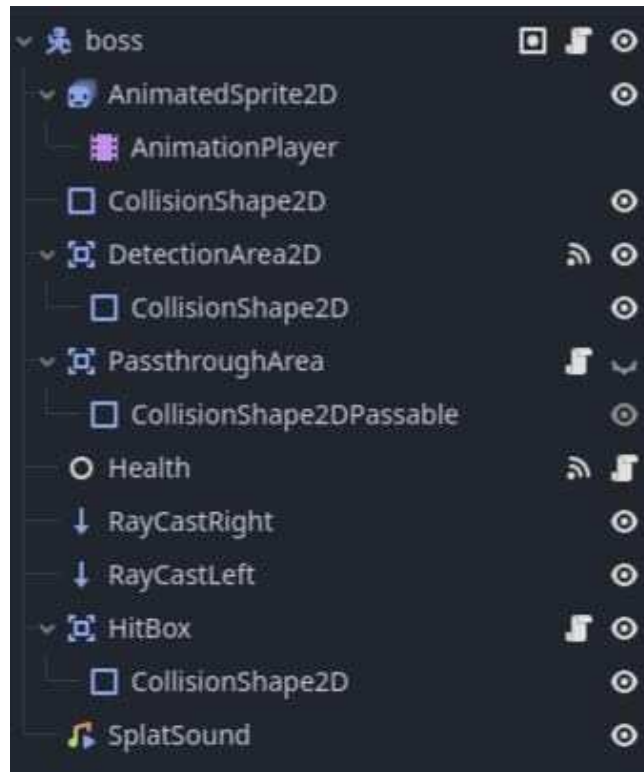 boss
AnimatedSprite2D
AnimationPlayer
CollisionShape2D
DetectionArea2D
CollisionShape2D
PassthroughArea
CollisionShape2DPassable
Health
RayCastRight
RayCastLeft
HitBox
CollisionShape2D
SplatSound